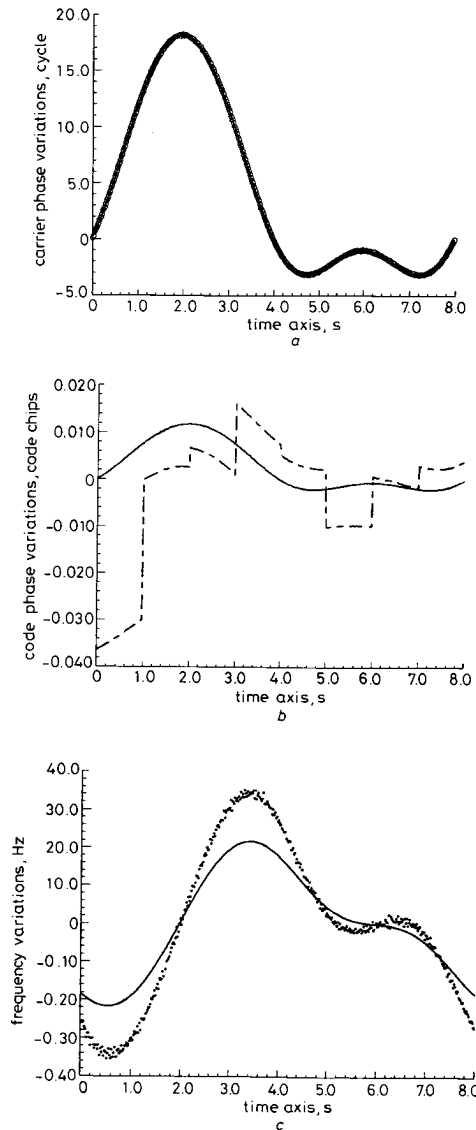 20.0
15.0
10.0
5.0
0
-5.0
carrier phase variations, cycle
0 1.0 2.0 3.0 4.0 5.0 6.0 7.0 8.0
time axis, s
a
0.020
0.010
0
-0.010
-0.020
-0.030
-0.040
code phase variations, code chips
0 1.0 2.0 3.0 4.0 5.0 6.0 7.0 8.0
time axis, s
b
40.0
30.0
20.0
10.0
0
-0.10
-0.20
-0.30
-0.40
frequency variations, Hz
0 1.0 2.0 3.0 4.0 5.0 6.0 7.0 8.0
time axis, s
c